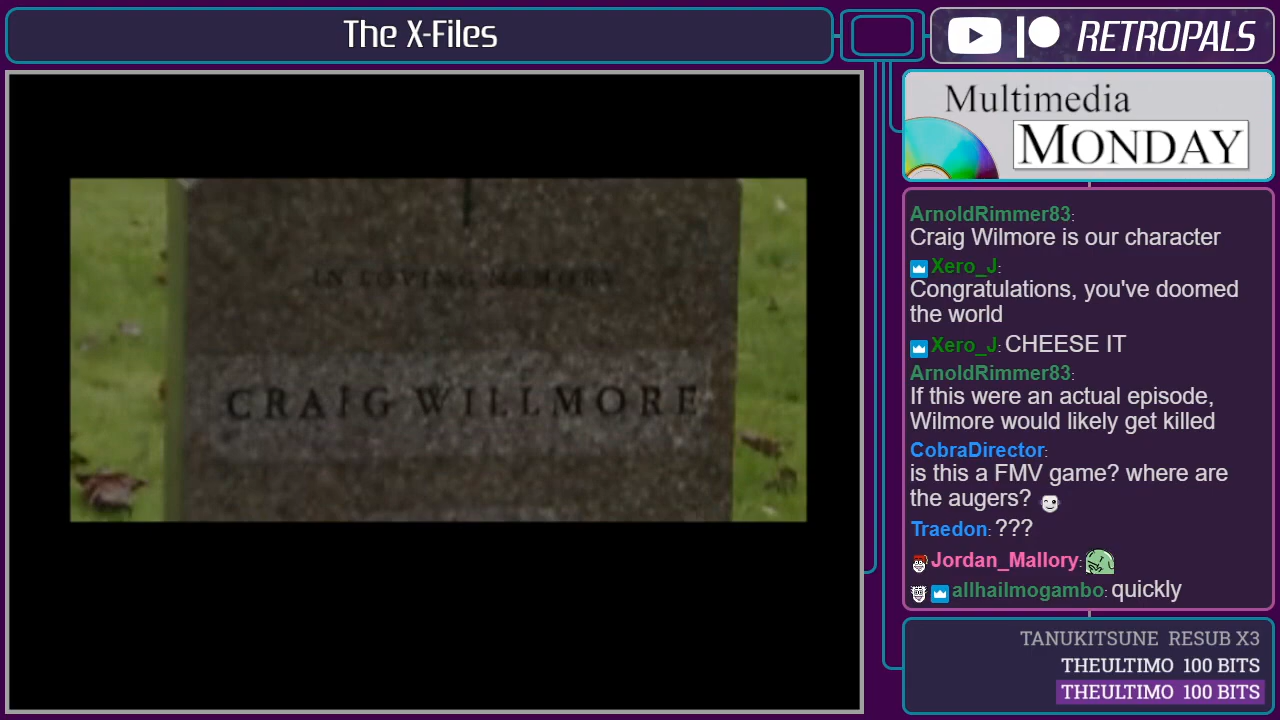 The X-Files
RETROPALS
Multimedia
MONDAY
IN LOVING MEMORY
CRAIG WILLMORE
ArnoldRimmer83:
Craig Wilmore is our character
Xero_J:
Congratulations, you've doomed
the world
Xero_J: CHEESE IT
ArnoldRimmer83:
If this were an actual episode,
Wilmore would likely get killed
CobraDirector:
is this a FMV game? where are
the augers?
Traedon: ???
Jordan_Mallory:
allhailmogambo: quickly
TANUKITSUNE RESUB X3
THEULTIMO 100 BITS
THEULTIMO 100 BITS